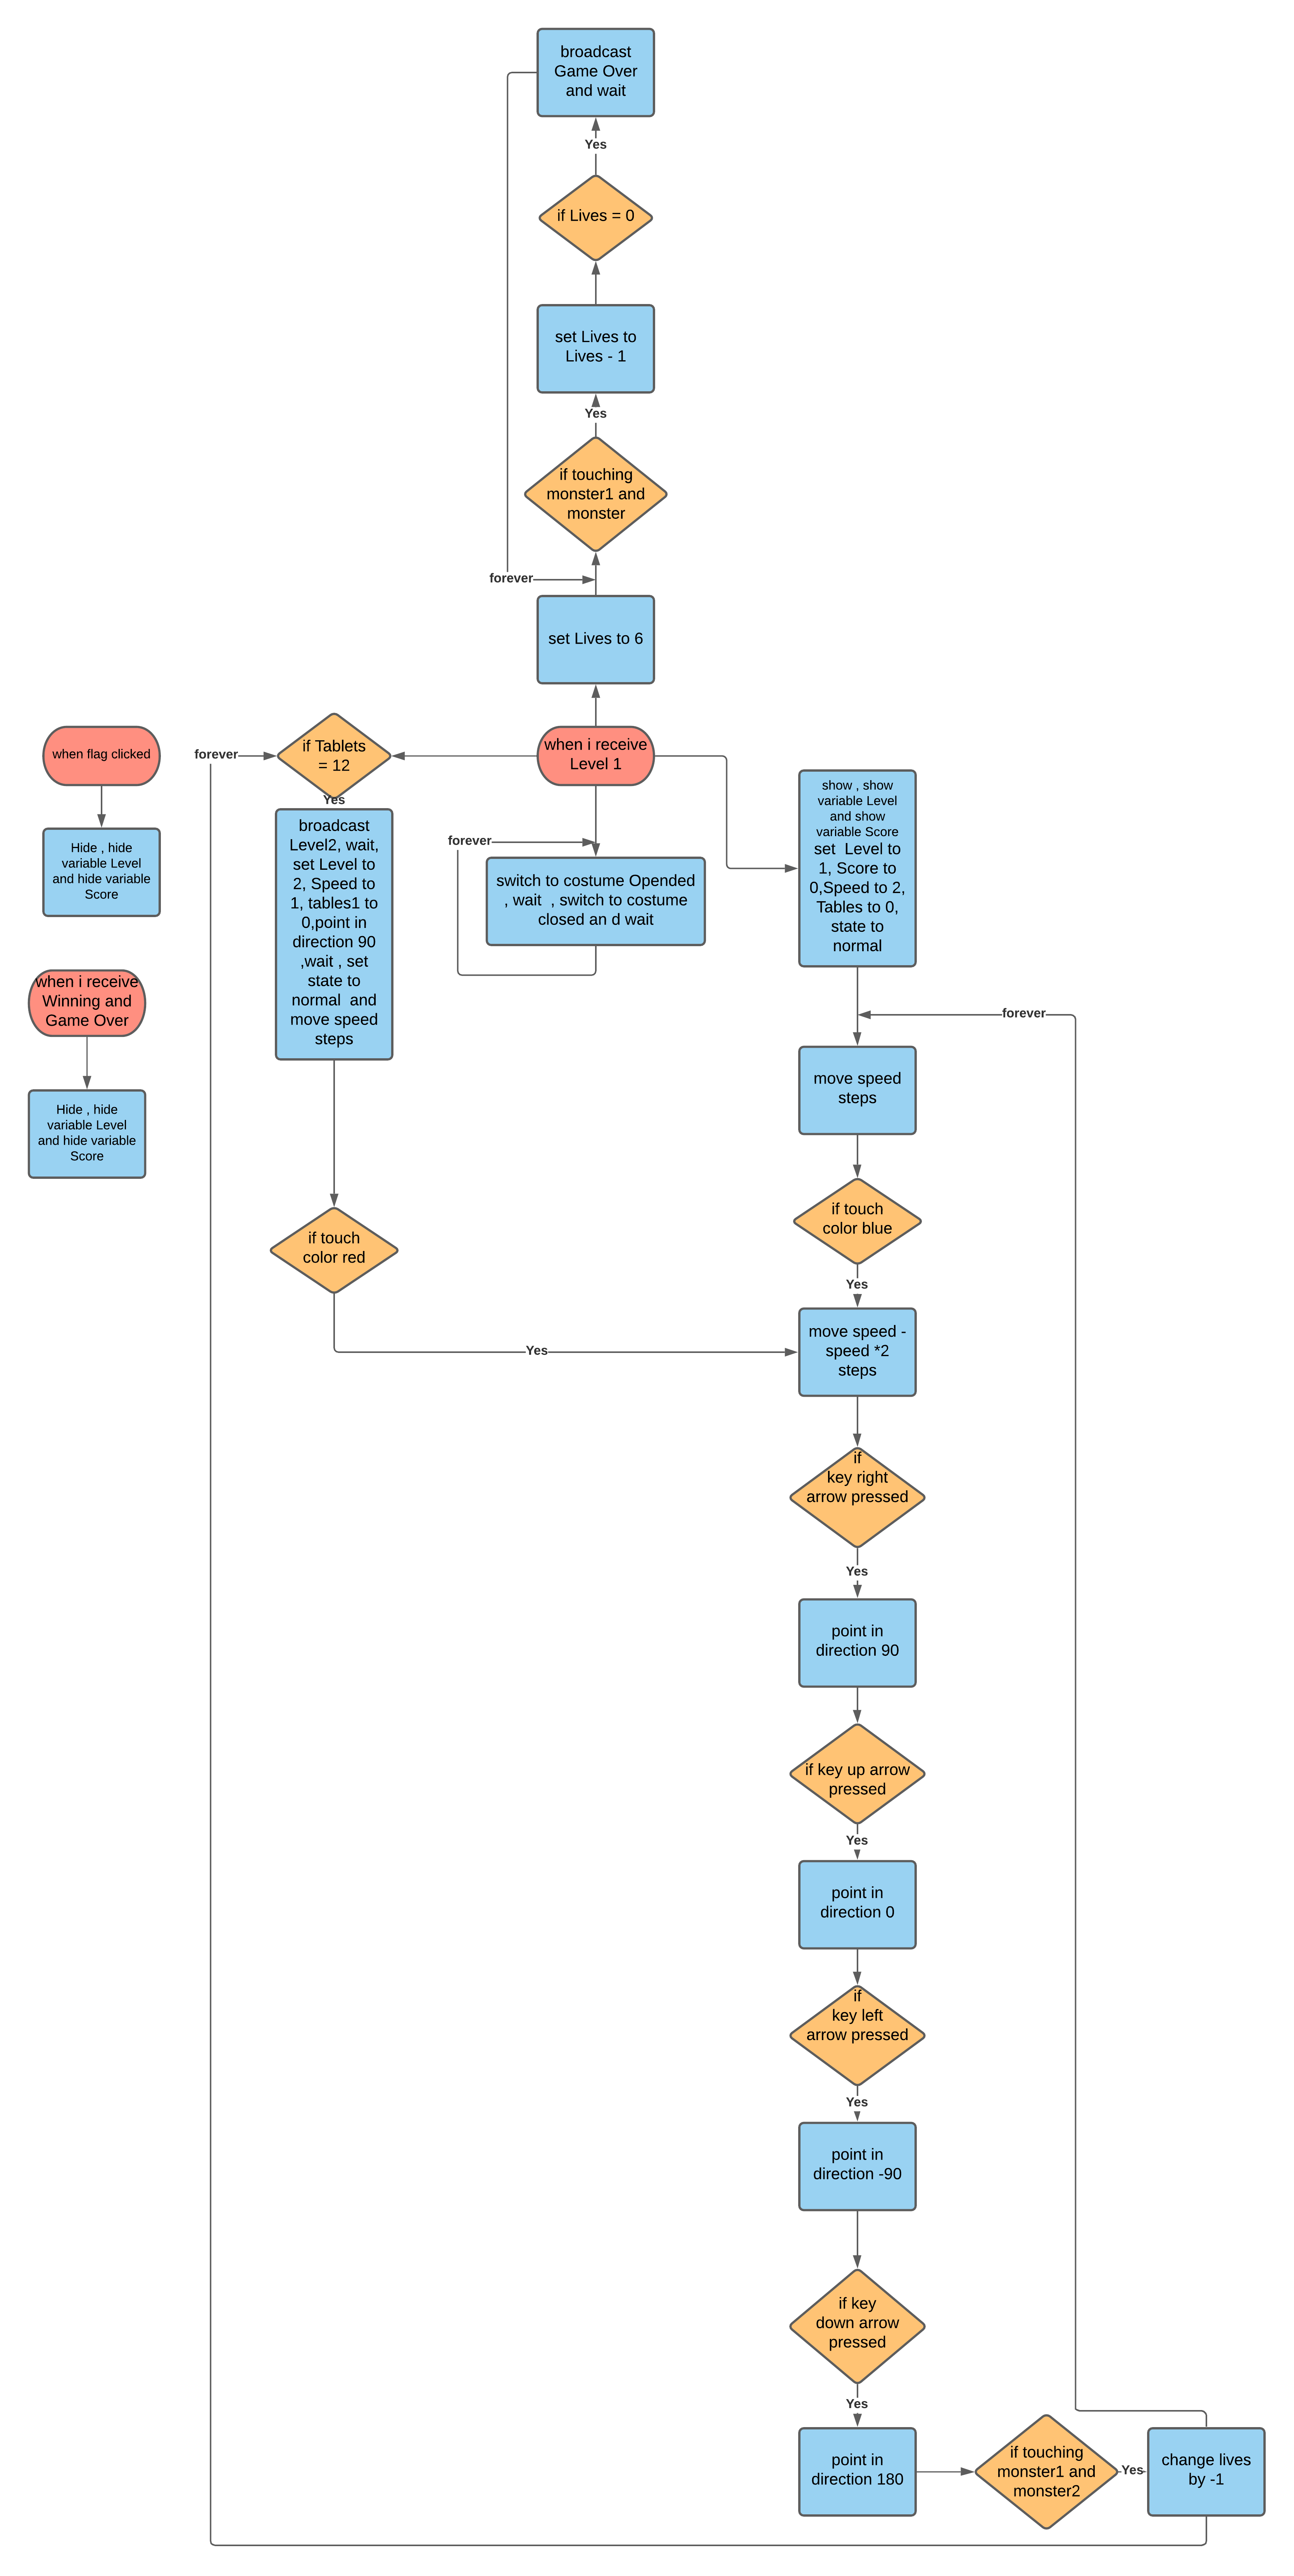 broadcast
Game Over
and wait
Yes
if Lives = 0
set Lives to
Lives - 1
Yes
if touching
monster1 and
monster
forever
set Lives to 6
when flag clicked
Hide , hide
variable Level
and hide variable
Score
when i receive
Winning and
Game Over
Hide , hide
variable Level
and hide variable
Score
forever
if Tablets
= 12
Yes
broadcast
Level2, wait,
set Level to
2, Speed to
1, tables1 to
0,point in
direction 90
,wait , set
state to
normal  and
move speed
steps
if touch
color red
Yes
when i receive
Level 1
forever
switch to costume Opended
, wait  , switch to costume
closed an d wait
show , show
variable Level
and show
variable Score
set  Level to
1, Score to
0,Speed to 2,
Tables to 0,
state to
normal
forever
move speed
steps
if touch
color blue
Yes
move speed -
speed *2
steps
if
key right
arrow pressed
Yes
point in
direction 90
if key up arrow
pressed
Yes
point in
direction 0
if
key left
arrow pressed
Yes
point in
direction -90
if key
down arrow
pressed
Yes
point in
direction 180
if touching
monster1 and
monster2
Yes
change lives
by -1